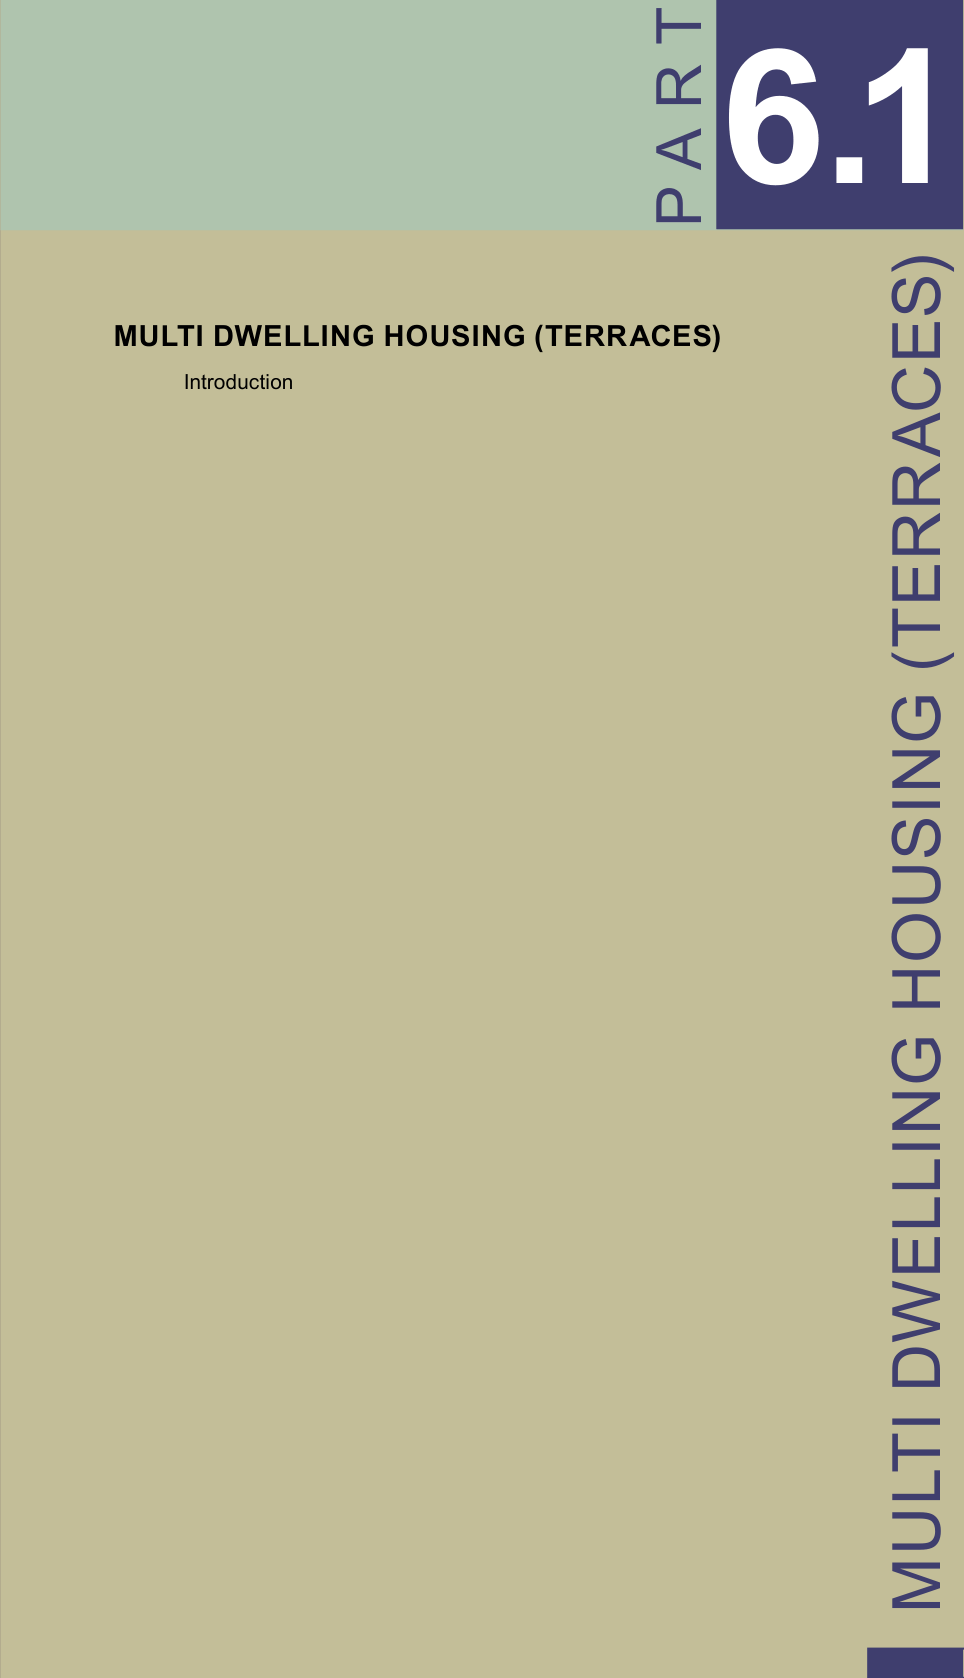 PART
6.1
MULTI DWELLING HOUSING (TERRACES)
Introduction
MULTI DWELLING HOUSING (TERRACES)